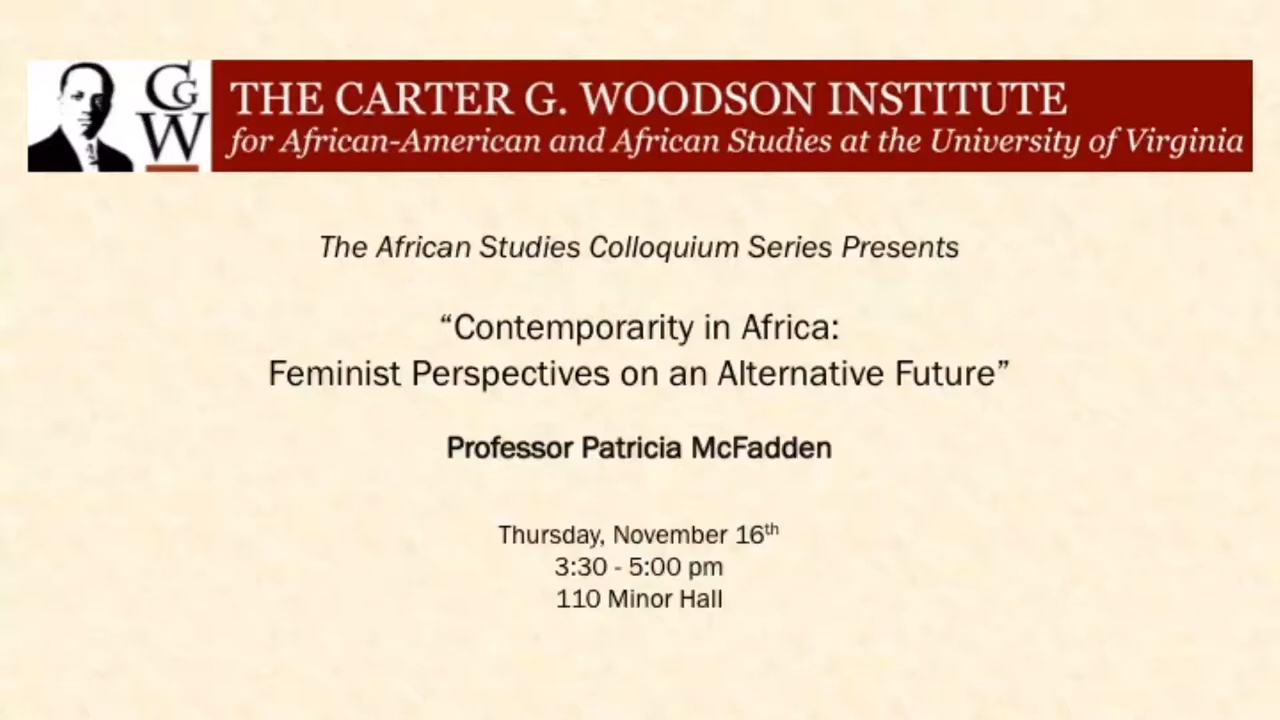 CGW
THE CARTER G. WOODSON INSTITUTE
for African-American and African Studies at the University of Virginia
The African Studies Colloquium Series Presents
“Contemporarity in Africa:
Feminist Perspectives on an Alternative Future”
Professor Patricia McFadden
Thursday, November 16th
3:30 - 5:00 pm
110 Minor Hall